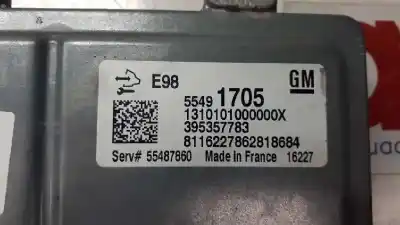 E98
GM
5549 1705
1310101000000X
395357783
8116227862818684
Serv# 55487860 Made in France 16227